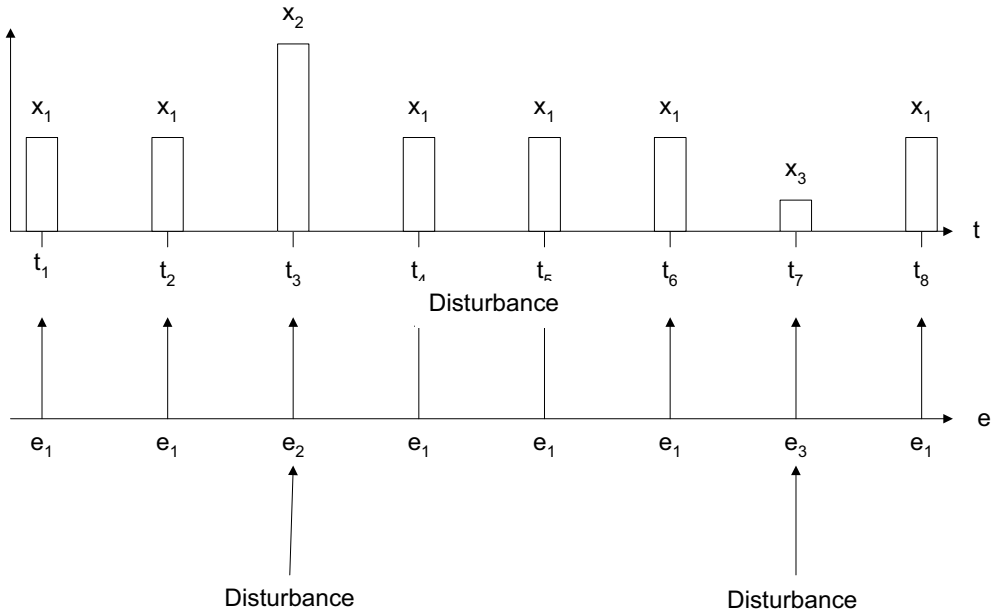 x₂
x₁ x₁ x₁ x₁ x₁ x₁
x₃
t
t₁ t₂ t₃ t₄ t₅ t₆ t₇ t₈
Disturbance
e
e₁ e₁ e₂ e₁ e₁ e₁ e₃ e₁
Disturbance Disturbance